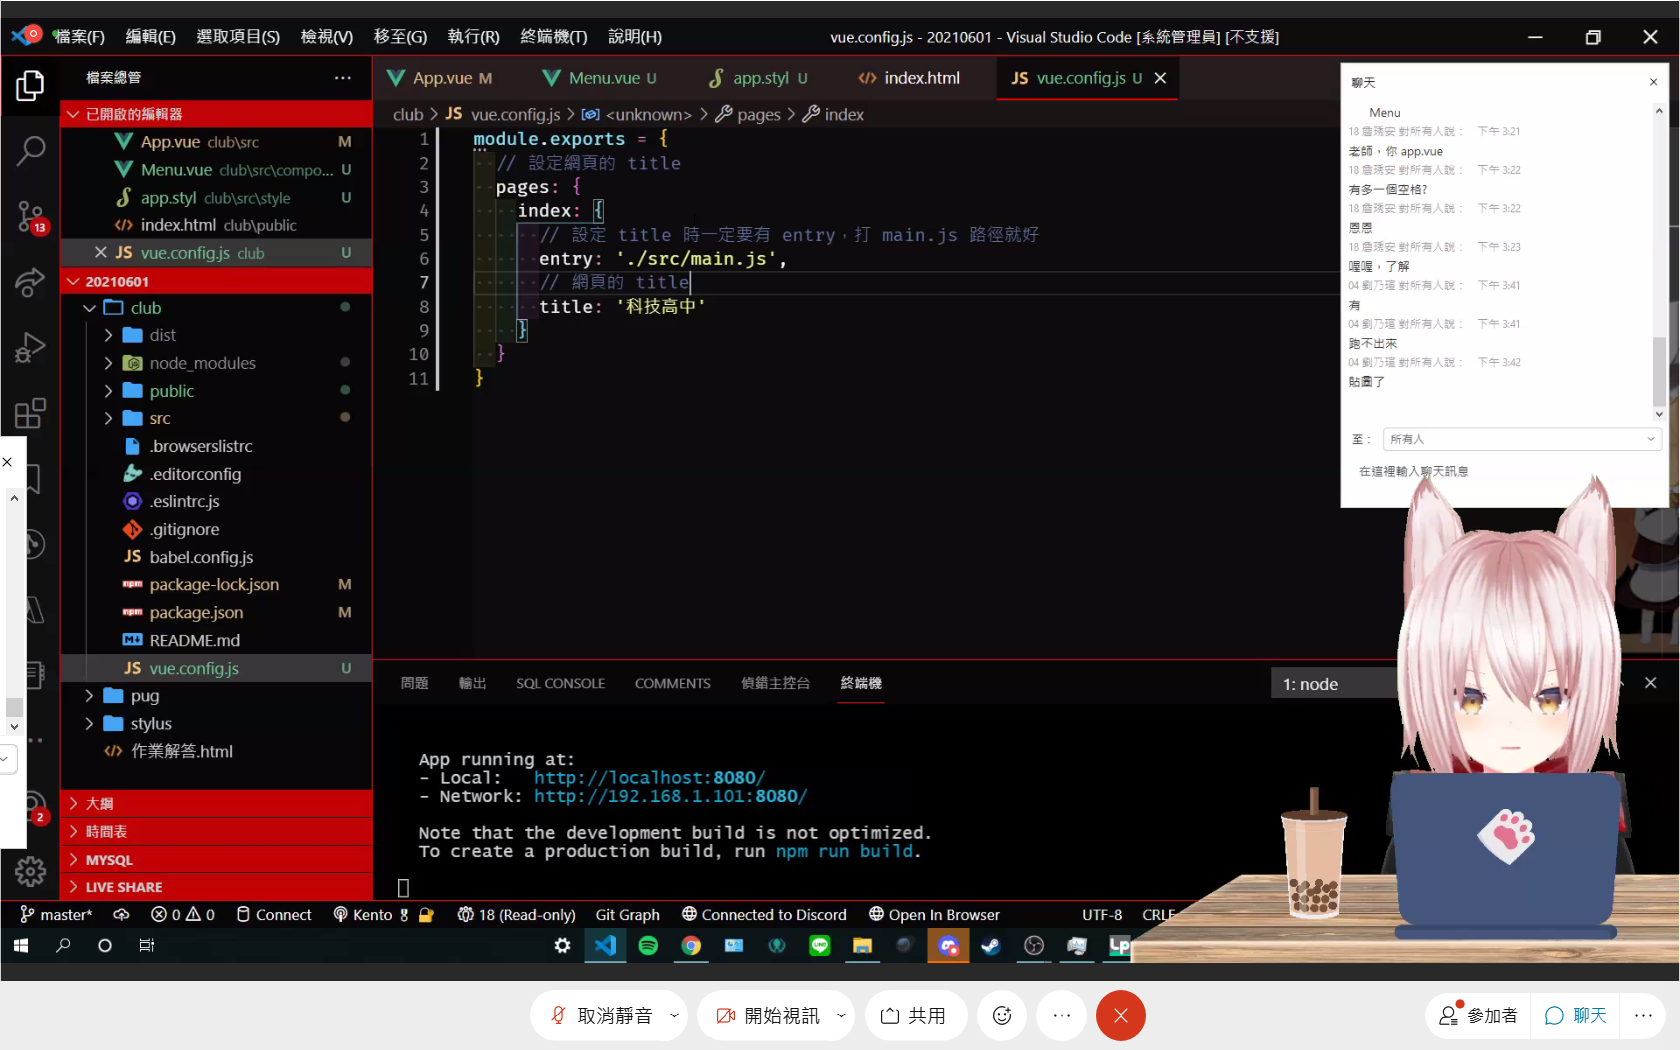 檔案(F) 編輯(E) 選取項目(S) 檢視(V) 移至(G) 執行(R) 終端機(T) 說明(H)
vue.config.js - 20210601 - Visual Studio Code [系統管理員] [不支援]
檔案總管
已開啟的編輯器
App.vue club\src M
Menu.vue club\src\compo... U
app.styl club\src\style U
index.html club\public
JS vue.config.js club U
20210601
club
dist
node_modules
public
src
.browserslistrc
.editorconfig
.eslintrc.js
.gitignore
JS babel.config.js
npm package-lock.json M
npm package.json M
README.md
JS vue.config.js U
pug
stylus
作業解答.html
大綱
時間表
MYSQL
LIVE SHARE
13
2
App.vue M
Menu.vue U
app.styl U
index.html
JS vue.config.js U
club > JS vue.config.js > <unknown> > pages > index
1 module.exports = {
2 // 設定網頁的 title
3 pages: {
4 index: {
5 // 設定 title 時一定要有 entry，打 main.js 路徑就好
6 entry: './src/main.js',
7 // 網頁的 title
8 title: '科技高中'
9 }
10 }
11 }
問題 輸出 SQL CONSOLE COMMENTS 偵錯主控台 終端機
1: node
App running at:
- Local: http://localhost:8080/
- Network: http://192.168.1.101:8080/
Note that the development build is not optimized.
To create a production build, run npm run build.
聊天
Menu
18 詹琇安 對所有人說： 下午 3:21
老師，你 app.vue
18 詹琇安 對所有人說： 下午 3:22
有多一個空格?
18 詹琇安 對所有人說： 下午 3:22
恩恩
18 詹琇安 對所有人說： 下午 3:23
喔喔，了解
04 劉乃瑄 對所有人說： 下午 3:41
有
04 劉乃瑄 對所有人說： 下午 3:41
跑不出來
04 劉乃瑄 對所有人說： 下午 3:42
貼圖了
至： 所有人
在這裡輸入聊天訊息
master* 0 0 Connect Kento 18 (Read-only) Git Graph Connected to Discord Open In Browser UTF-8 CRLF
LINE
Lp
取消靜音 開始視訊 共用
參加者 聊天